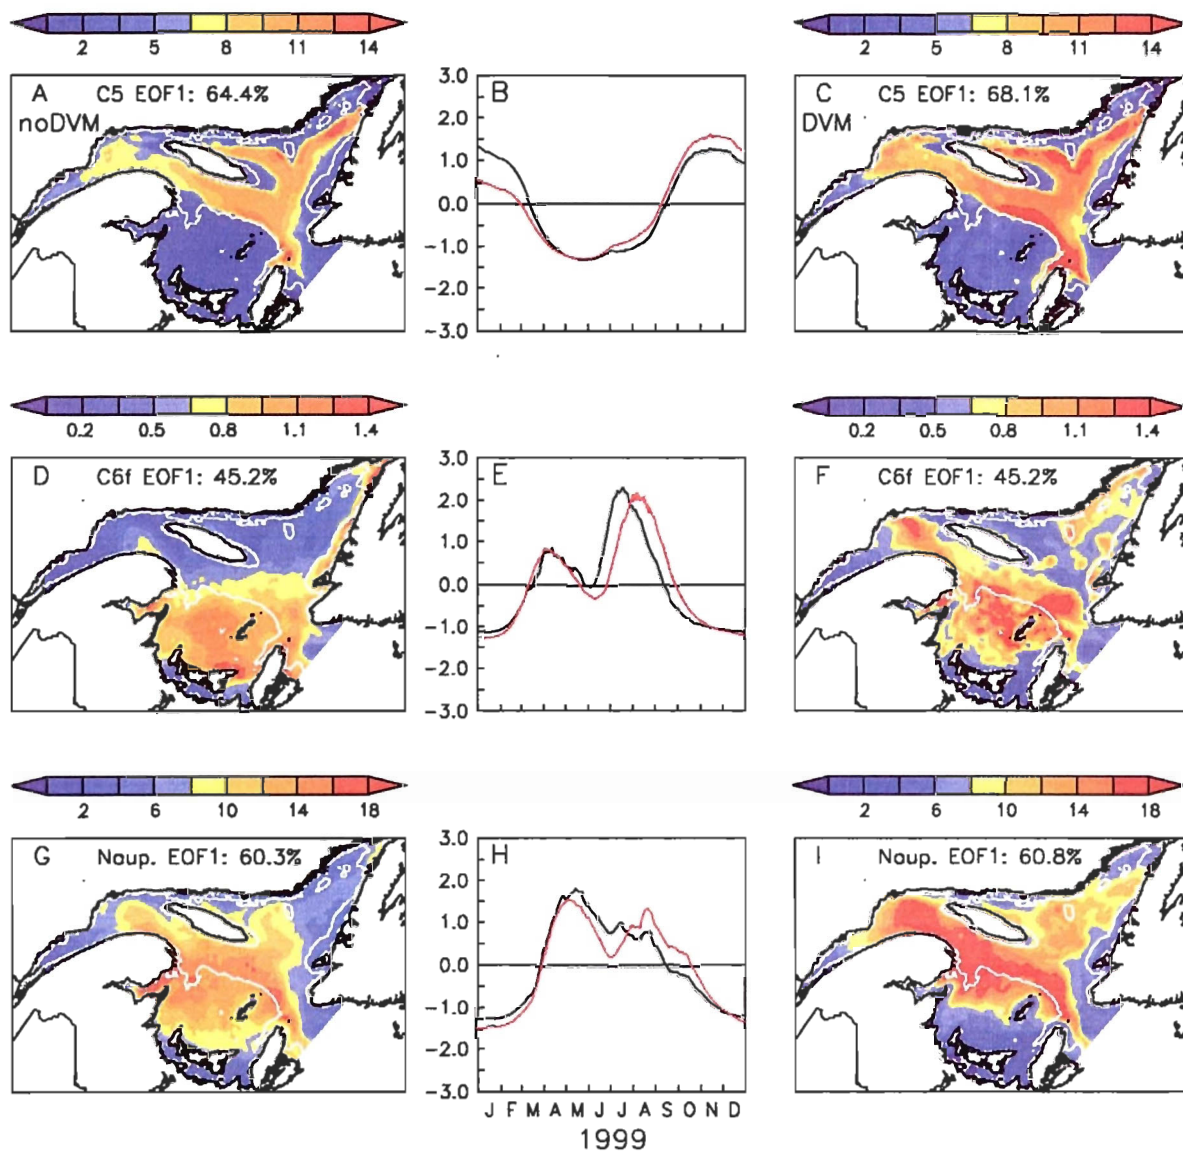 2 5 8 11 14
2 5 8 11 14
A C5 EOF1: 64.4%
noDVM
3.0 B
2.0
1.0
0.0
-1.0
-2.0
-3.0
C C5 EOF1: 68.1%
DVM
0.2 0.5 0.8 1.1 1.4
0.2 0.5 0.8 1.1 1.4
D C6f EOF1: 45.2%
3.0 E
2.0
1.0
0.0
-1.0
-2.0
-3.0
F C6f EOF1: 45.2%
2 6 10 14 18
2 6 10 14 18
G Naup. EOF1: 60.3%
3.0 H
2.0
1.0
0.0
-1.0
-2.0
-3.0
I Naup. EOF1: 60.8%
J F M A M J J A S O N D
1999